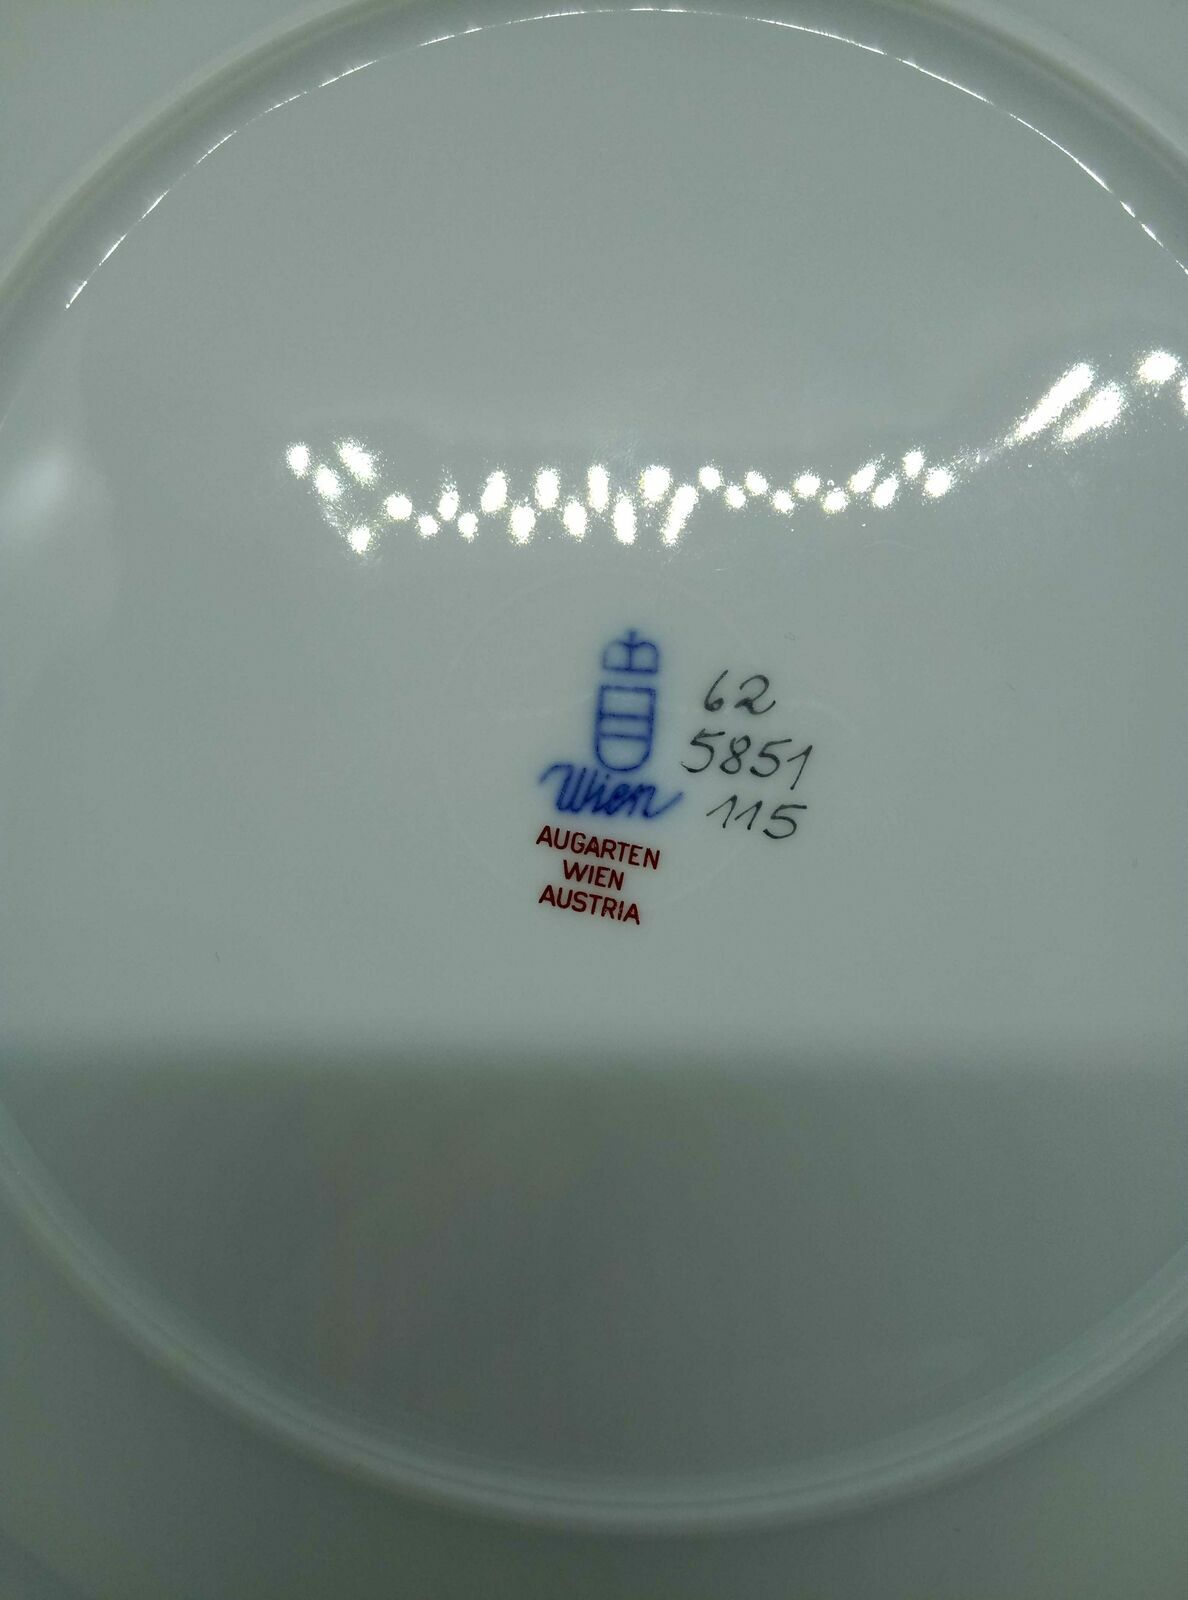 Wien
AUGARTEN
WIEN
AUSTRIA
62
5851
115